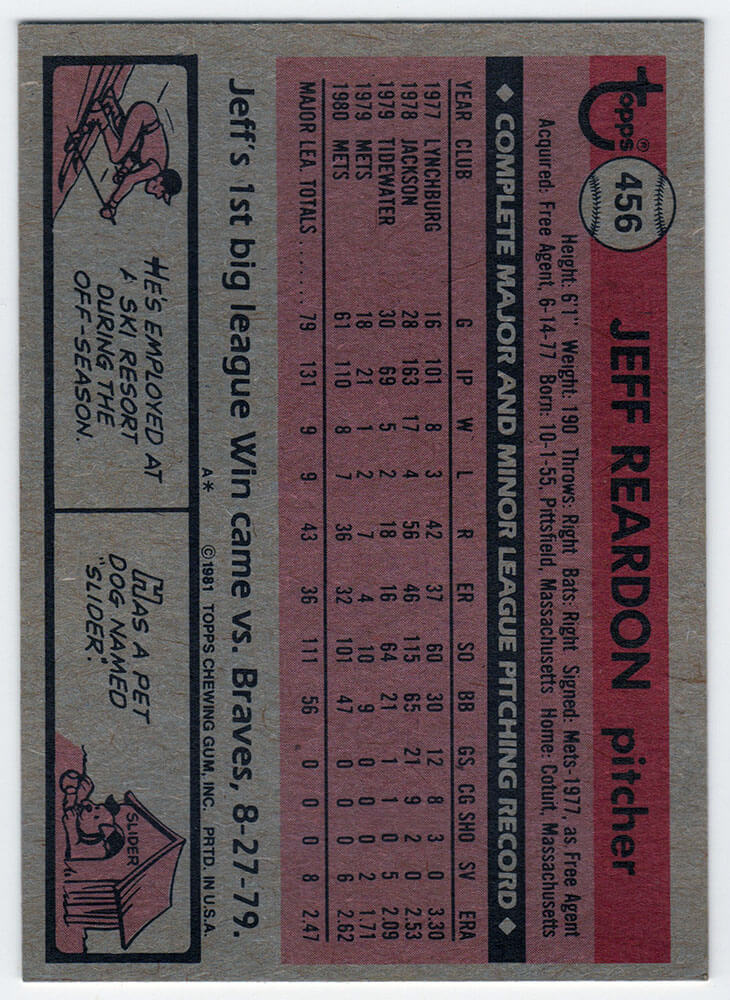 Topps® 456 JEFF REARDON pitcher
Height: 6'1" Weight: 190 Throws: Right Bats: Right Signed: Mets-1977, as Free Agent
Acquired: Free Agent, 6-14-77 Born: 10-1-55, Pittsfield, Massachusetts Home: Cotuit, Massachusetts
◆ COMPLETE MAJOR AND MINOR LEAGUE PITCHING RECORD ◆
YEAR CLUB G IP W L R ER SO BB GS. CG SHO SV ERA
1977 LYNCHBURG 16 101 8 3 42 37 60 30 12 8 3 0 3.30
1978 JACKSON 28 163 17 4 56 46 115 65 21 9 2 0 2.53
1979 TIDEWATER 30 69 5 2 18 16 64 21 1 1 0 5 2.09
1979 METS 18 21 1 2 7 4 10 9 0 0 0 2 1.71
1980 METS 61 110 8 7 36 32 101 47 0 0 0 6 2.62
MAJOR LEA. TOTALS....... 79 131 9 9 43 36 111 56 0 0 0 8 2.47
Jeff's 1st big league Win came vs. Braves, 8-27-79.
A* ©1981 TOPPS CHEWING GUM, INC. PRTD. IN U.S.A.
HE'S EMPLOYED AT
A SKI RESORT
DURING THE
OFF-SEASON.
HAS A PET
DOG NAMED
"SLIDER".
SLIDER